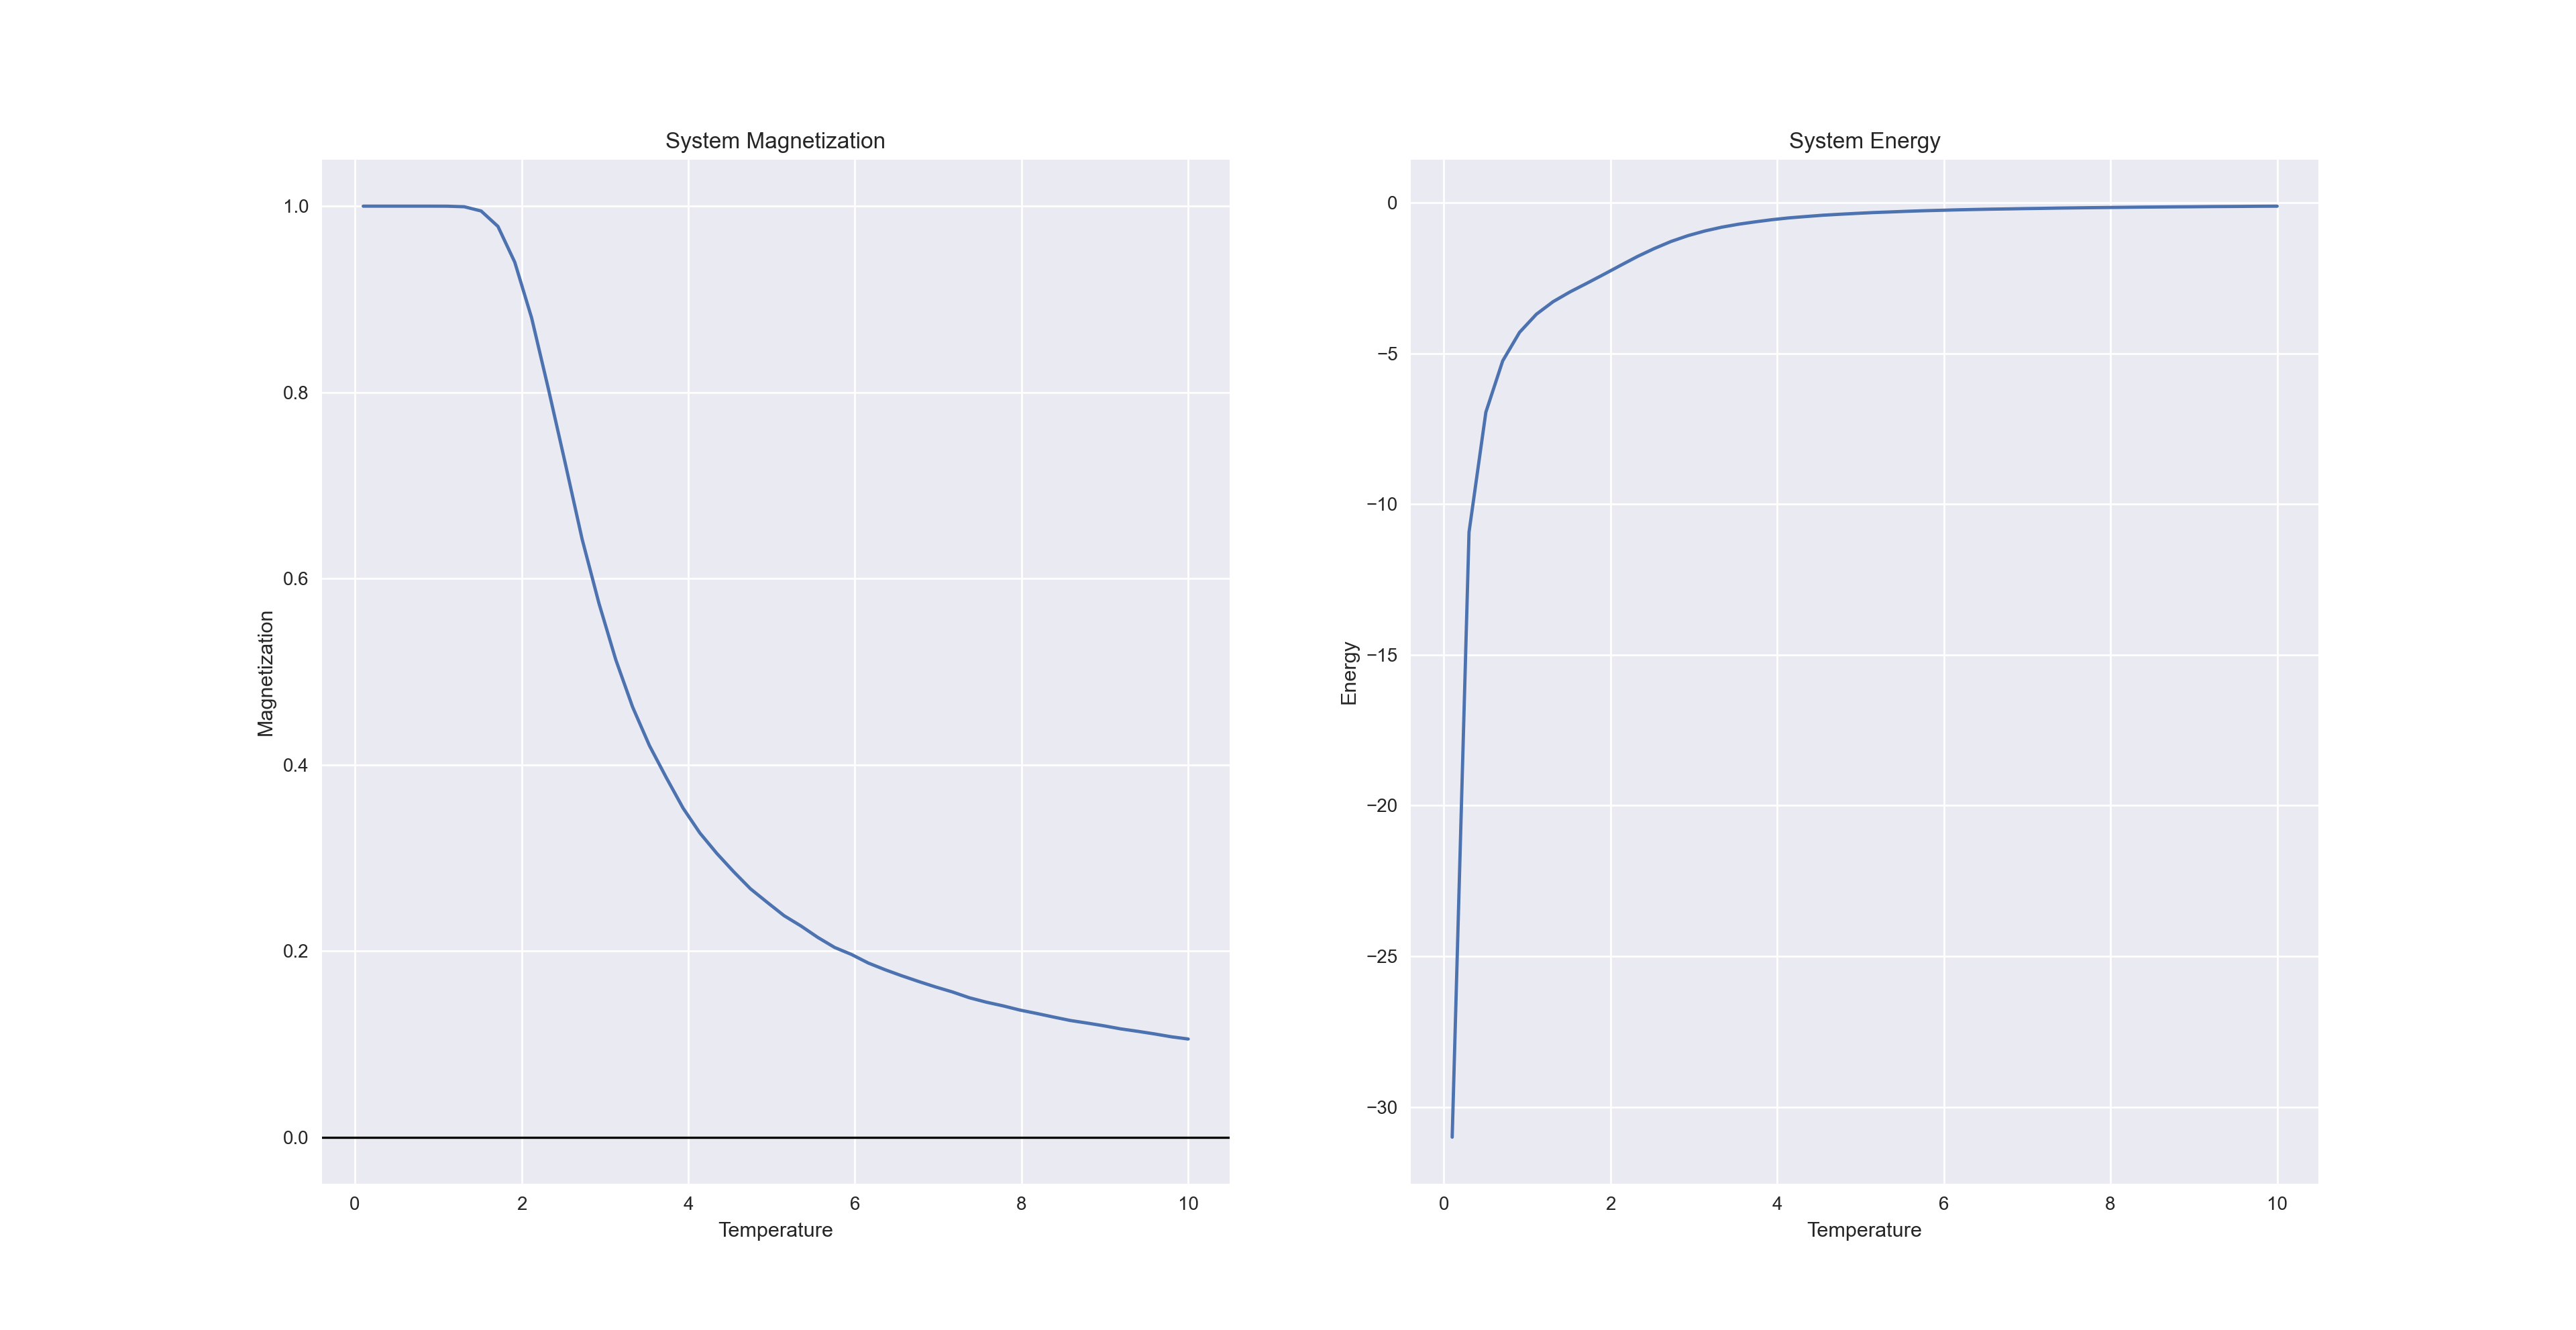 System Magnetization
1.0
0.8
0.6
0.4
0.2
0.0
Magnetization
0 2 4 6 8 10
Temperature
System Energy
0
−5
−10
−15
−20
−25
−30
Energy
0 2 4 6 8 10
Temperature